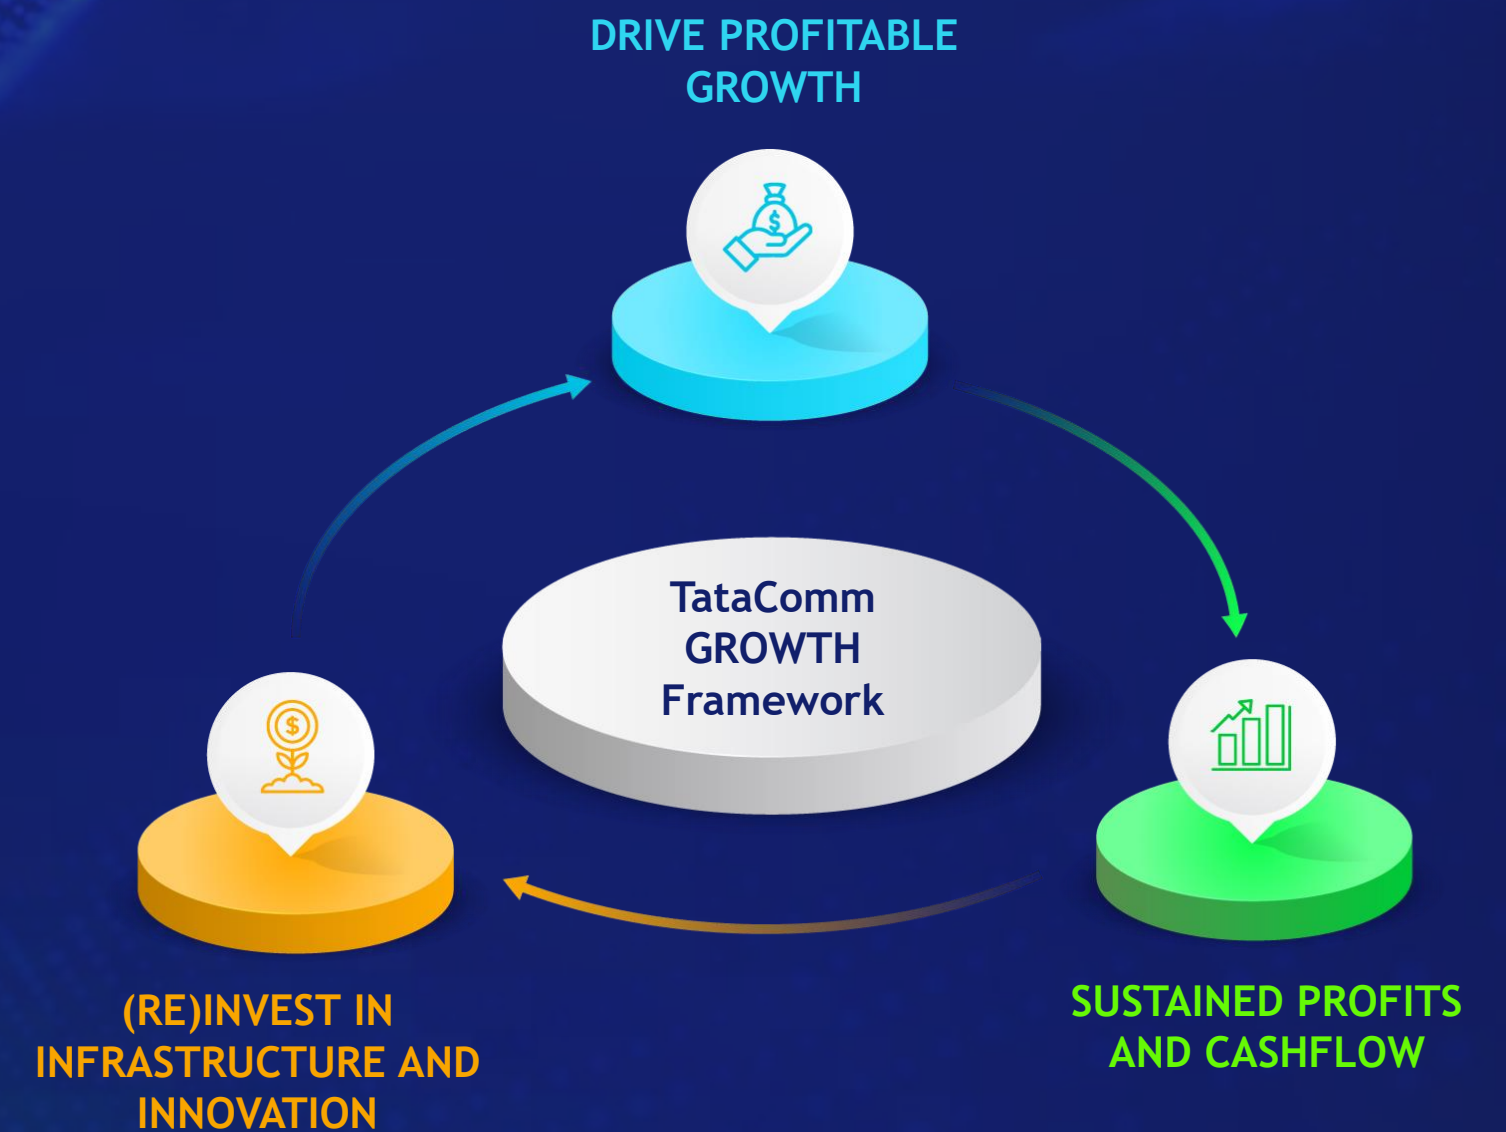 DRIVE PROFITABLE
GROWTH
TataComm
GROWTH
Framework
(RE)INVEST IN
INFRASTRUCTURE AND
INNOVATION
SUSTAINED PROFITS
AND CASHFLOW